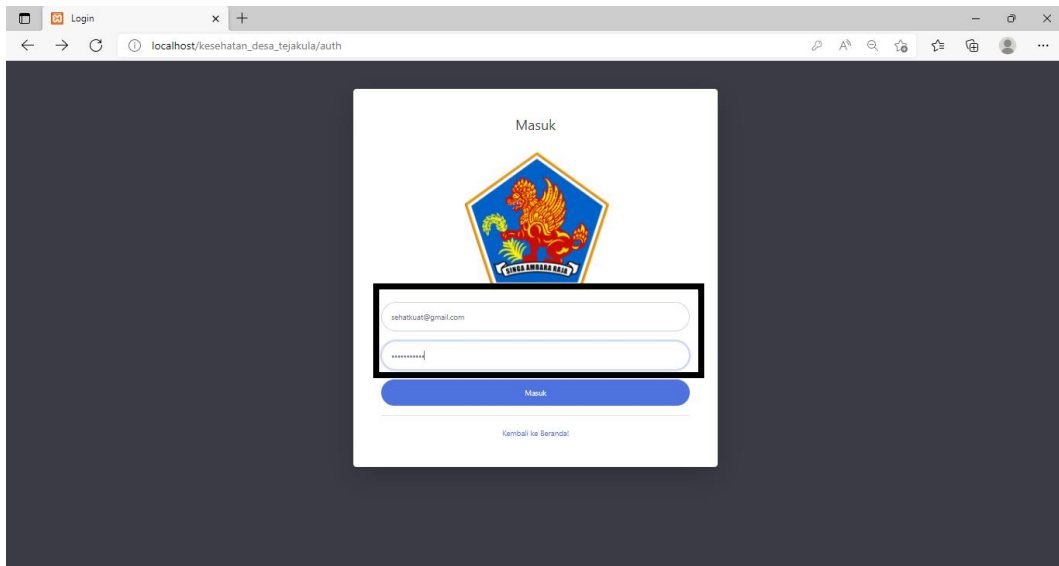 Login
localhost/kesehatan_desa_tejakula/auth
Masuk
SINGA AMBARA RAJA
sehatkuat@gmail.com
Masuk
Kembali ke Beranda!